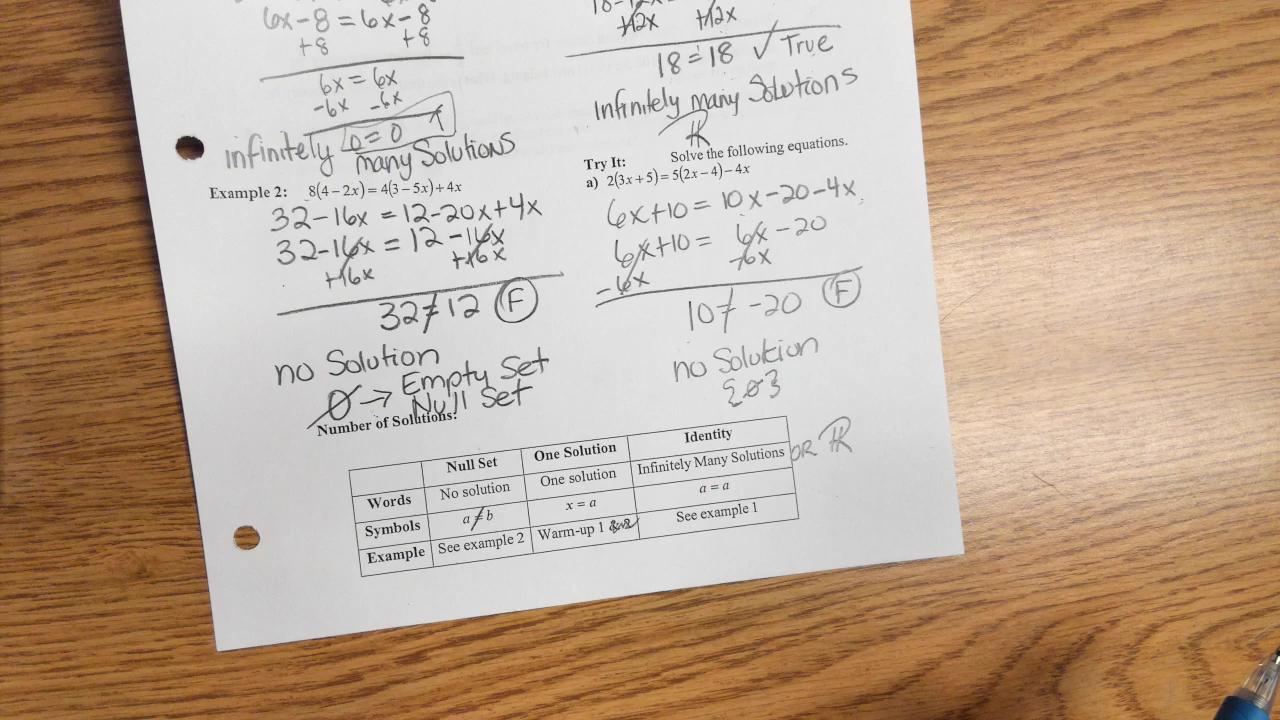 6x-8 = 6x-8
+8 +8
6x = 6x
-6x -6x
0 = 0
infinitely many Solutions
+12x +12x
18 = 18 ✓ True
Infinitely many Solutions
ℝ
Example 2: 8(4-2x) = 4(3-5x)+4x
32-16x = 12-20x+4x
32-16x = 12-16x
+16x +16x
32 ≠ 12 F
no Solution
∅ → Empty Set
Null Set
Try It: Solve the following equations.
a) 2(3x+5) = 5(2x-4)-4x
6x+10 = 10x-20-4x
6x+10 = 6x-20
-6x -6x
10 ≠ -20 F
no Solution
{∅}
Number of Solutions:
Null Set One Solution Identity
Words No solution One solution Infinitely Many Solutions OR ℝ
Symbols a ≠ b x = a a = a
Example See example 2 Warm-up 1 See example 1